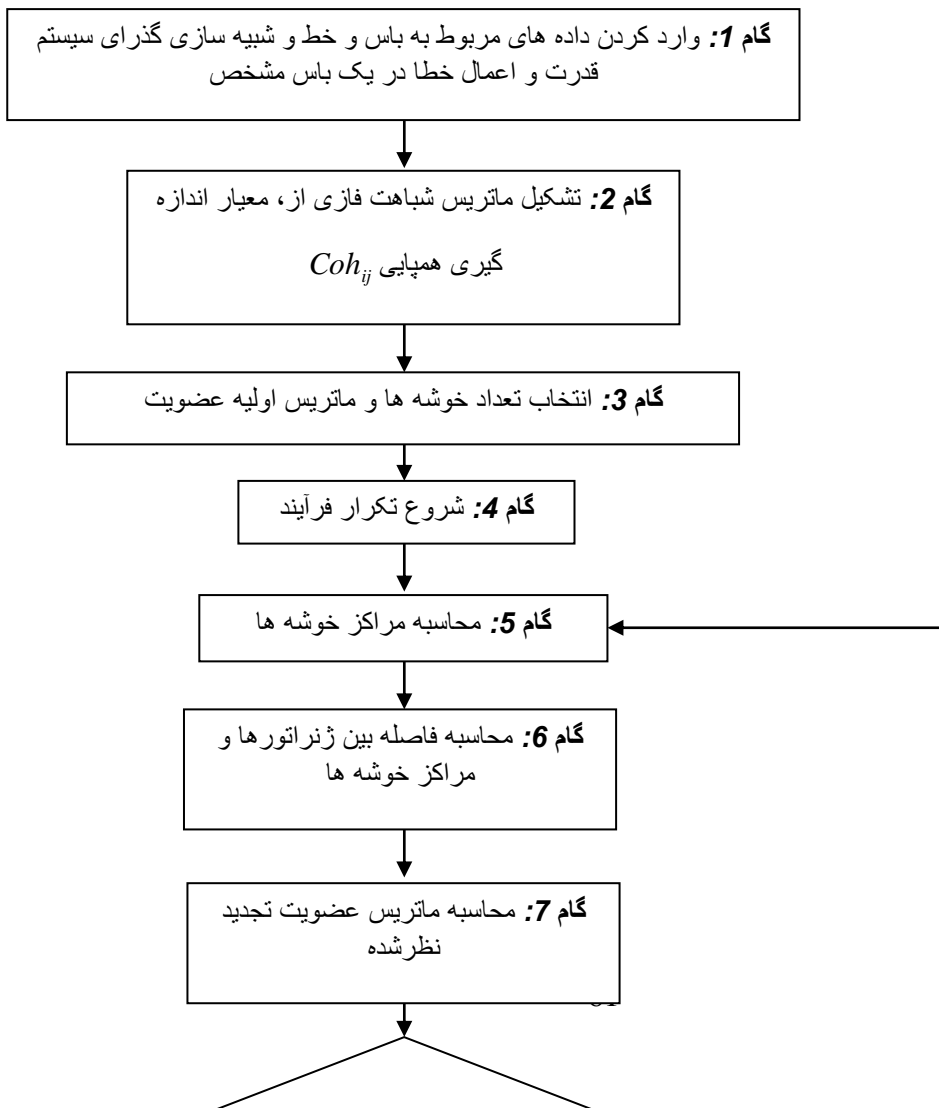 گام 1: وارد کردن داده های مربوط به باس و خط و شبیه سازی گذرای سیستم
قدرت و اعمال خطا در یک باس مشخص
گام 2: تشکیل ماتریس شباهت فازی از، معیار اندازه
گیری همپایی Coh_ij
گام 3: انتخاب تعداد خوشه ها و ماتریس اولیه عضویت
گام 4: شروع تکرار فرآیند
گام 5: محاسبه مراکز خوشه ها
گام 6: محاسبه فاصله بین ژنراتورها و
مراکز خوشه ها
گام 7: محاسبه ماتریس عضویت تجدید
نظرشده